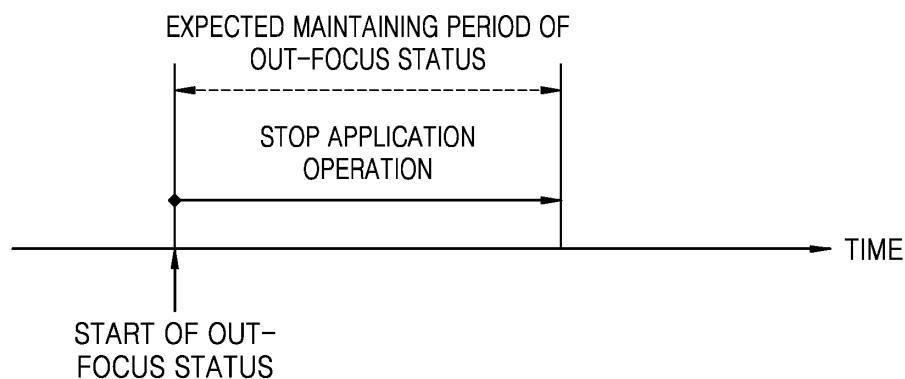 EXPECTED MAINTAINING PERIOD OF
OUT-FOCUS STATUS
STOP APPLICATION
OPERATION
TIME
START OF OUT-
FOCUS STATUS